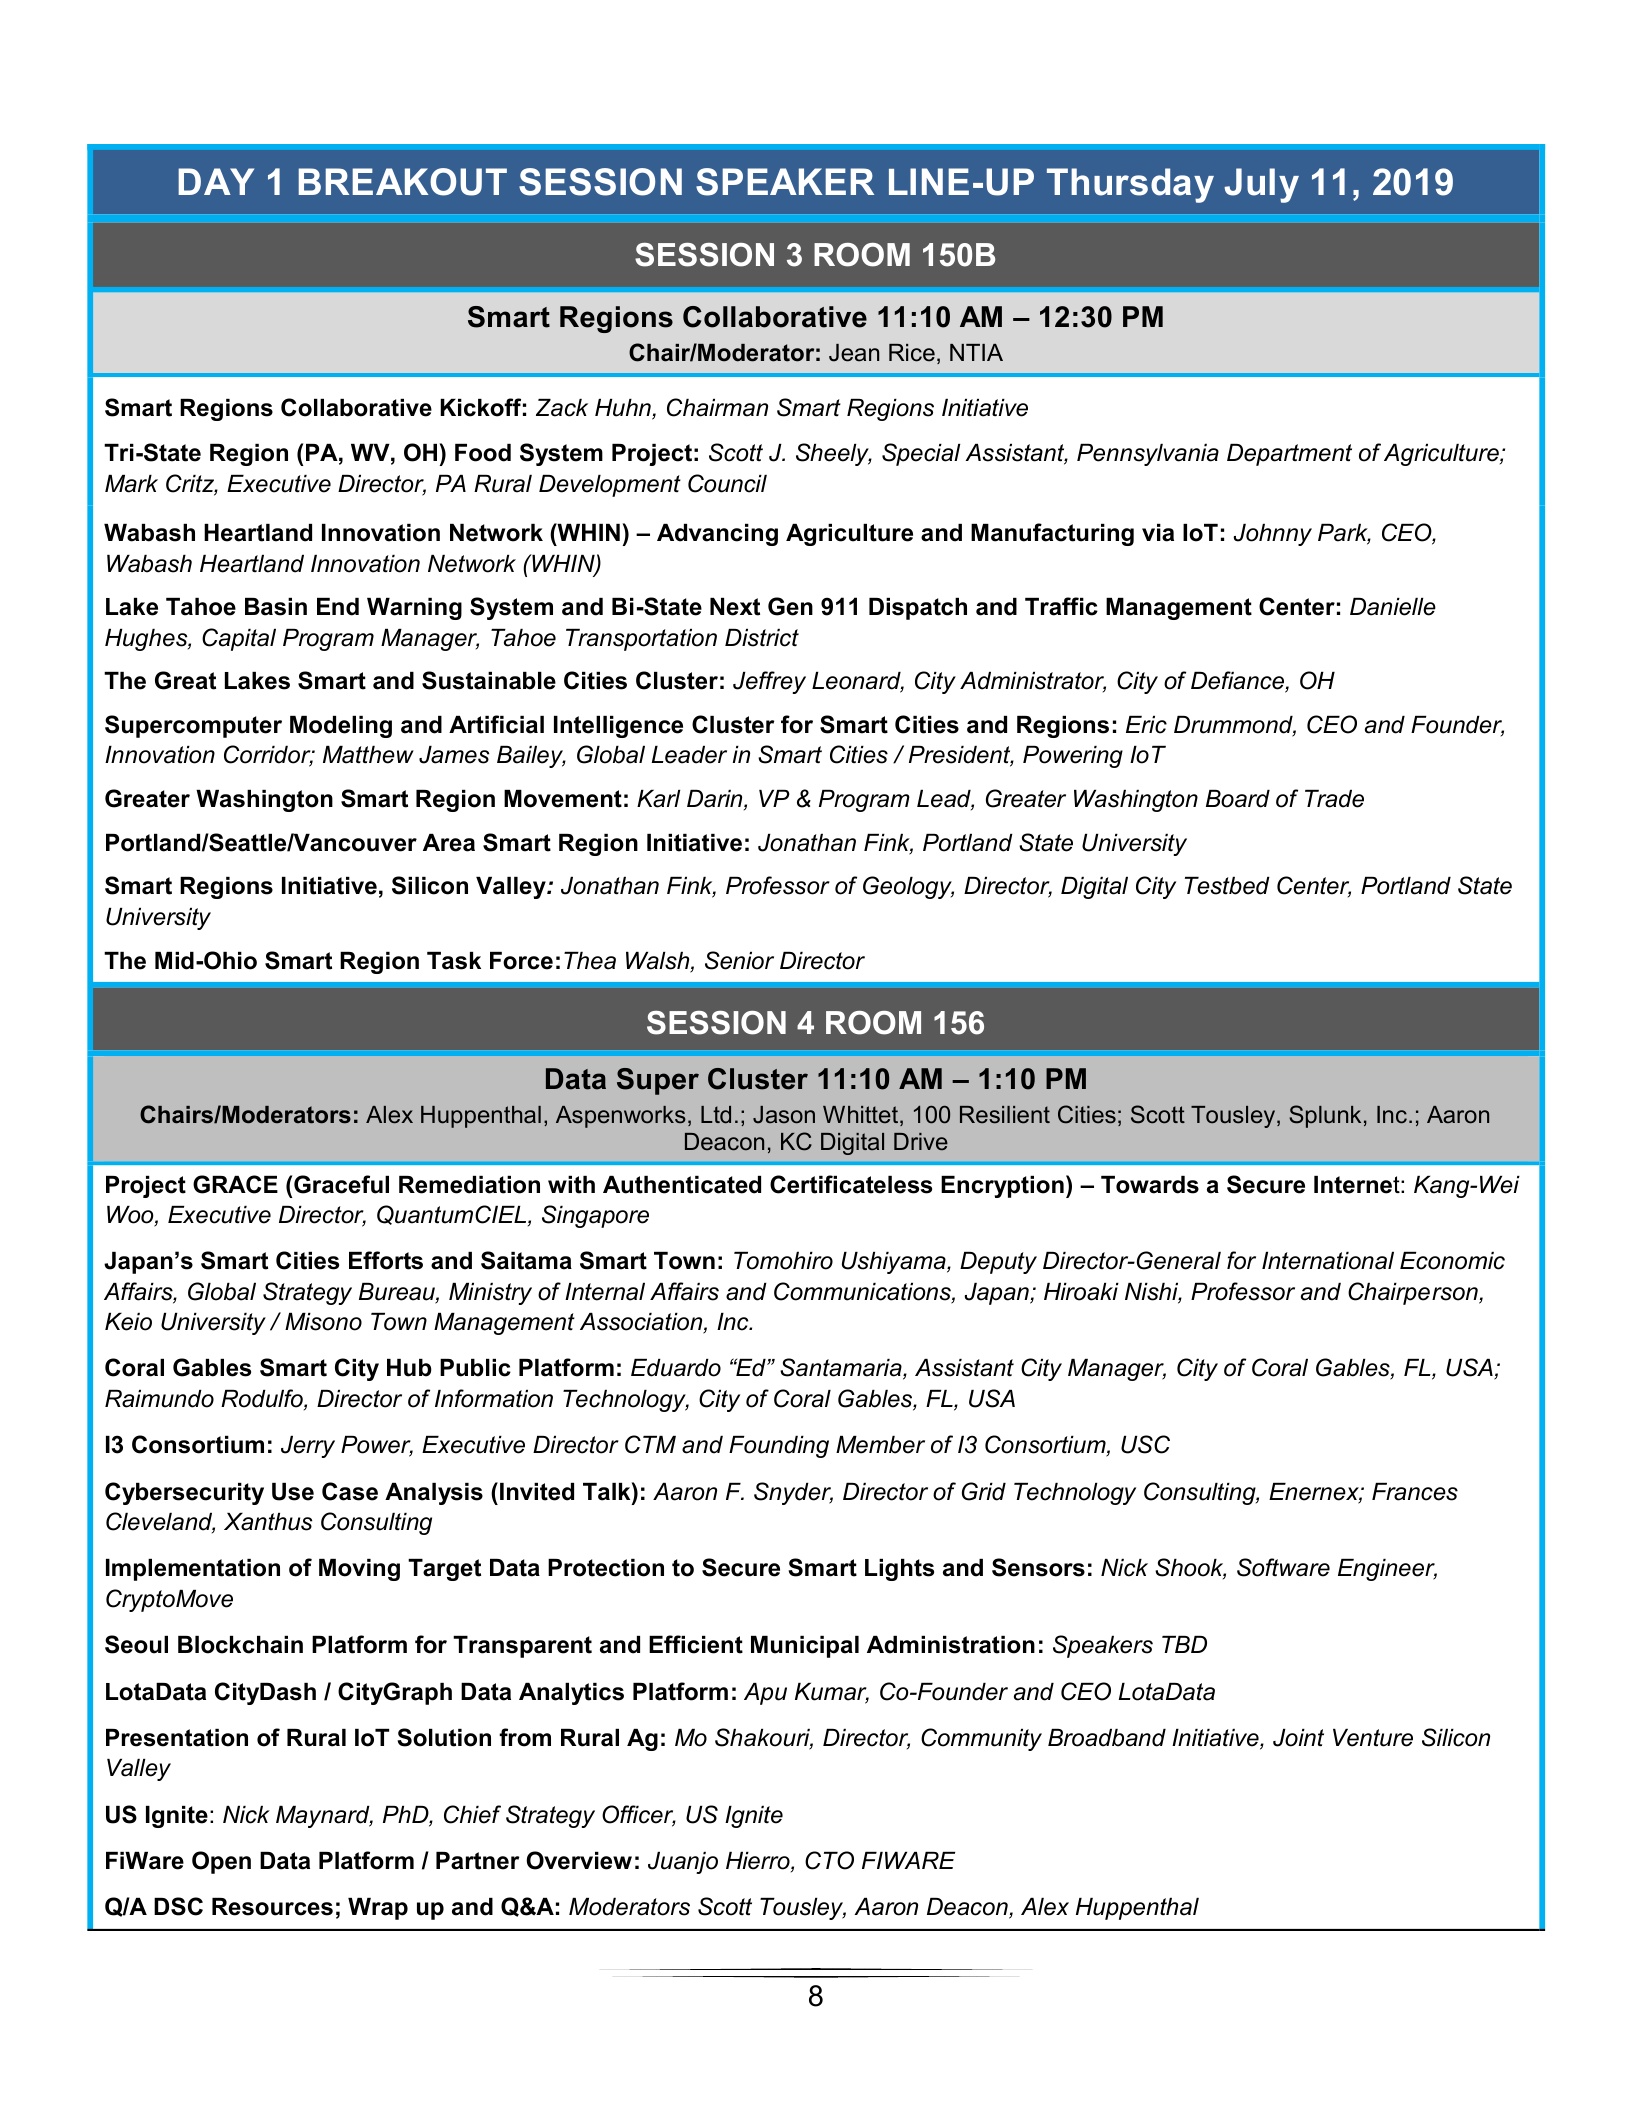 DAY 1 BREAKOUT SESSION SPEAKER LINE-UP Thursday July 11, 2019
SESSION 3 ROOM 150B
Smart Regions Collaborative 11:10 AM – 12:30 PM
Chair/Moderator: Jean Rice, NTIA
Smart Regions Collaborative Kickoff: Zack Huhn, Chairman Smart Regions Initiative
Tri-State Region (PA, WV, OH) Food System Project: Scott J. Sheely, Special Assistant, Pennsylvania Department of Agriculture;
Mark Critz, Executive Director, PA Rural Development Council
Wabash Heartland Innovation Network (WHIN) – Advancing Agriculture and Manufacturing via IoT: Johnny Park, CEO,
Wabash Heartland Innovation Network (WHIN)
Lake Tahoe Basin End Warning System and Bi-State Next Gen 911 Dispatch and Traffic Management Center: Danielle
Hughes, Capital Program Manager, Tahoe Transportation District
The Great Lakes Smart and Sustainable Cities Cluster: Jeffrey Leonard, City Administrator, City of Defiance, OH
Supercomputer Modeling and Artificial Intelligence Cluster for Smart Cities and Regions: Eric Drummond, CEO and Founder,
Innovation Corridor; Matthew James Bailey, Global Leader in Smart Cities / President, Powering IoT
Greater Washington Smart Region Movement: Karl Darin, VP & Program Lead, Greater Washington Board of Trade
Portland/Seattle/Vancouver Area Smart Region Initiative: Jonathan Fink, Portland State University
Smart Regions Initiative, Silicon Valley: Jonathan Fink, Professor of Geology, Director, Digital City Testbed Center, Portland State
University
The Mid-Ohio Smart Region Task Force:Thea Walsh, Senior Director
SESSION 4 ROOM 156
Data Super Cluster 11:10 AM – 1:10 PM
Chairs/Moderators: Alex Huppenthal, Aspenworks, Ltd.; Jason Whittet, 100 Resilient Cities; Scott Tousley, Splunk, Inc.; Aaron
Deacon, KC Digital Drive
Project GRACE (Graceful Remediation with Authenticated Certificateless Encryption) – Towards a Secure Internet: Kang-Wei
Woo, Executive Director, QuantumCIEL, Singapore
Japan’s Smart Cities Efforts and Saitama Smart Town: Tomohiro Ushiyama, Deputy Director-General for International Economic
Affairs, Global Strategy Bureau, Ministry of Internal Affairs and Communications, Japan; Hiroaki Nishi, Professor and Chairperson,
Keio University / Misono Town Management Association, Inc.
Coral Gables Smart City Hub Public Platform: Eduardo “Ed” Santamaria, Assistant City Manager, City of Coral Gables, FL, USA;
Raimundo Rodulfo, Director of Information Technology, City of Coral Gables, FL, USA
I3 Consortium: Jerry Power, Executive Director CTM and Founding Member of I3 Consortium, USC
Cybersecurity Use Case Analysis (Invited Talk): Aaron F. Snyder, Director of Grid Technology Consulting, Enernex; Frances
Cleveland, Xanthus Consulting
Implementation of Moving Target Data Protection to Secure Smart Lights and Sensors: Nick Shook, Software Engineer,
CryptoMove
Seoul Blockchain Platform for Transparent and Efficient Municipal Administration: Speakers TBD
LotaData CityDash / CityGraph Data Analytics Platform: Apu Kumar, Co-Founder and CEO LotaData
Presentation of Rural IoT Solution from Rural Ag: Mo Shakouri, Director, Community Broadband Initiative, Joint Venture Silicon
Valley
US Ignite: Nick Maynard, PhD, Chief Strategy Officer, US Ignite
FiWare Open Data Platform / Partner Overview: Juanjo Hierro, CTO FIWARE
Q/A DSC Resources; Wrap up and Q&A: Moderators Scott Tousley, Aaron Deacon, Alex Huppenthal
8